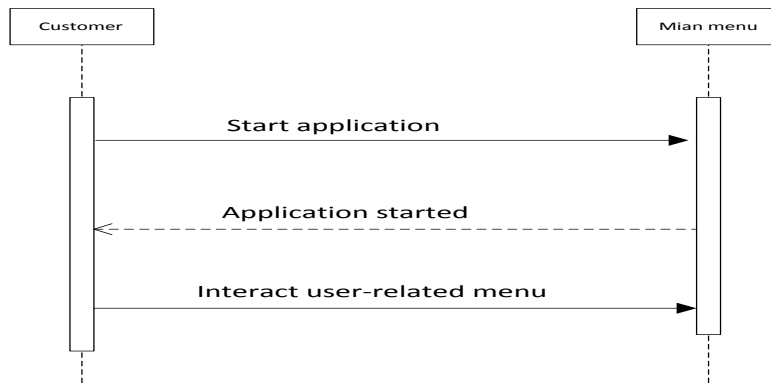 Customer
Mian menu
Start application
Application started
Interact user-related menu